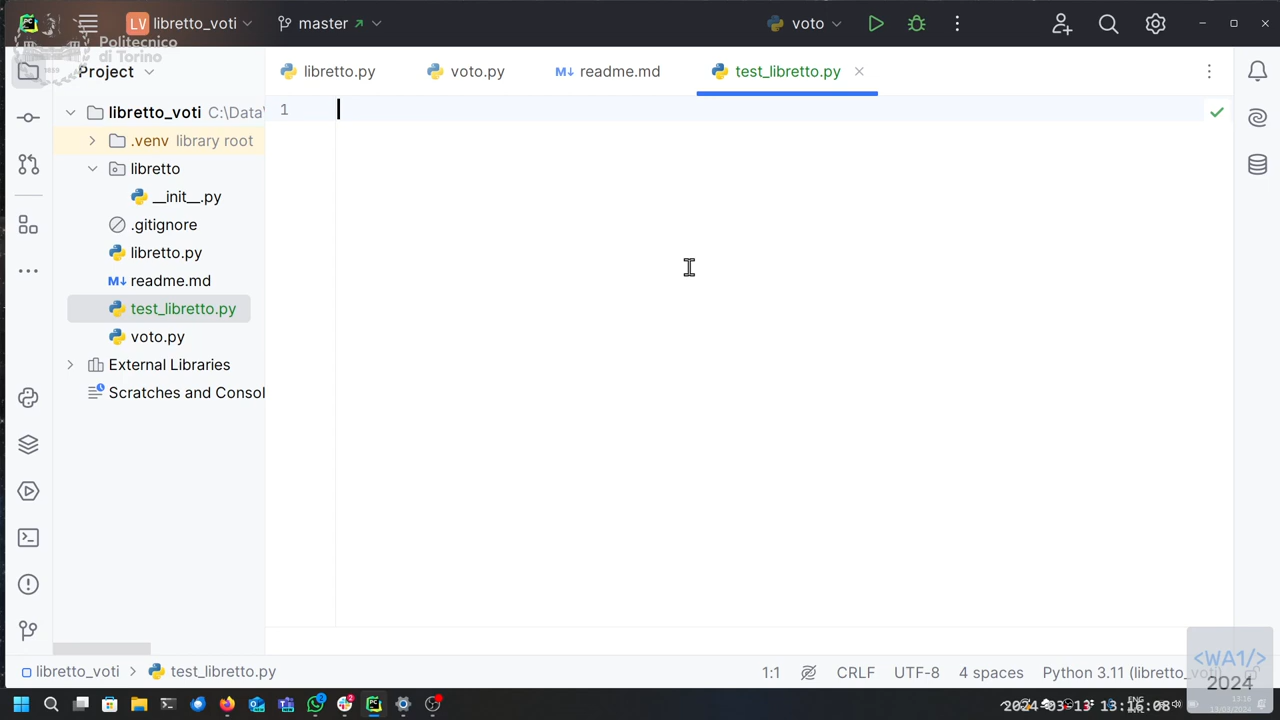 LV libretto_voti
master
voto
Politecnico
di Torino
Project
libretto.py
voto.py
M↓ readme.md
test_libretto.py
libretto_voti C:\Data\
1
.venv library root
libretto
__init__.py
.gitignore
libretto.py
M↓ readme.md
test_libretto.py
voto.py
External Libraries
Scratches and Consol
libretto_voti > test_libretto.py
1:1
CRLF
UTF-8
4 spaces
Python 3.11 (libretto_voti)
<WA1/>
2024
2024-03-13 13:16:08